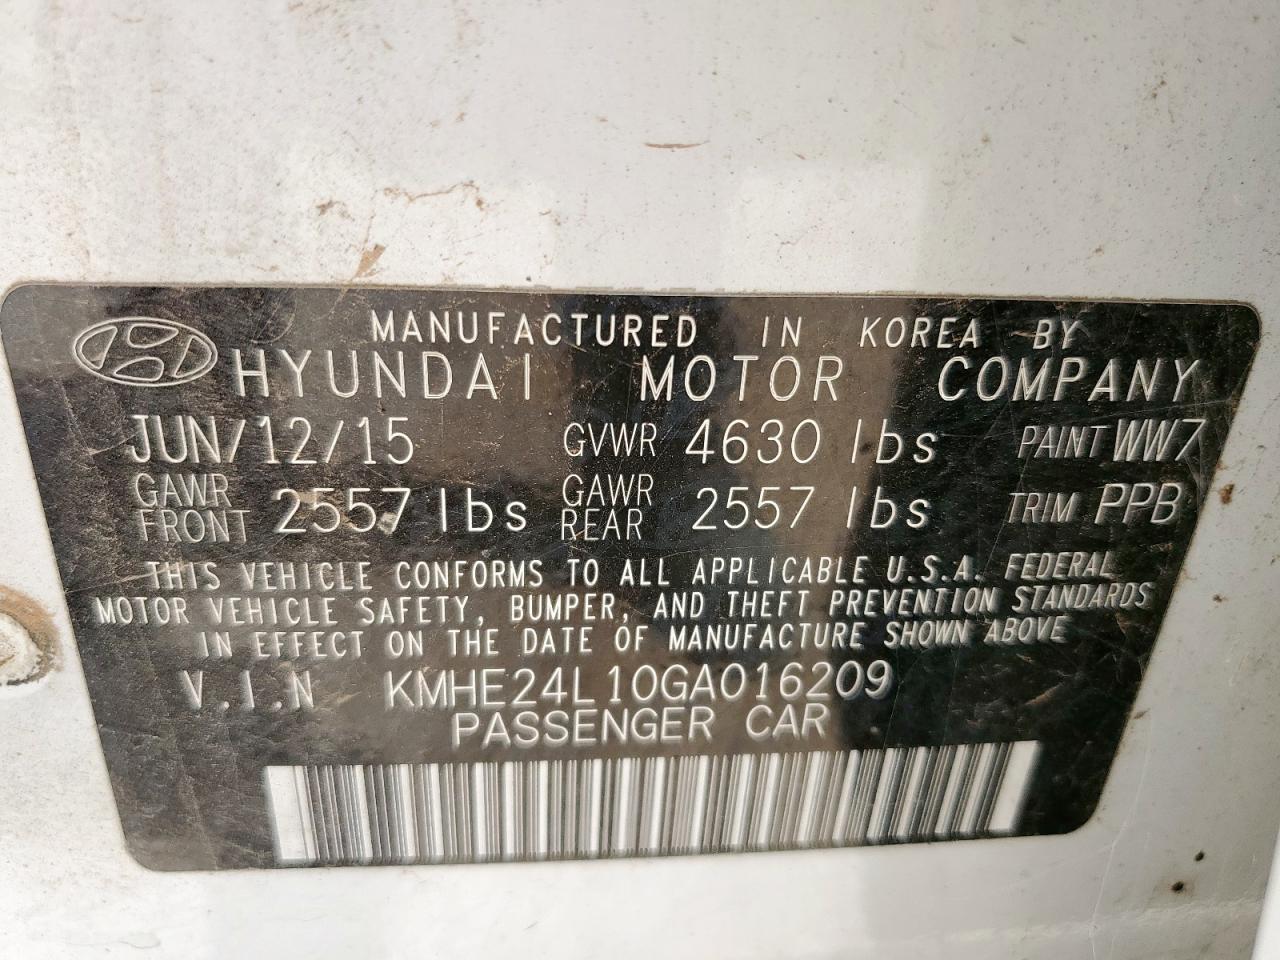 MANUFACTURED IN KOREA BY
HYUNDAI MOTOR COMPANY
JUN/12/15 GVWR 4630 lbs PAINT WW7
GAWR FRONT 2557 lbs GAWR REAR 2557 lbs TRIM PPB
THIS VEHICLE CONFORMS TO ALL APPLICABLE U.S.A. FEDERAL
MOTOR VEHICLE SAFETY, BUMPER, AND THEFT PREVENTION STANDARDS
IN EFFECT ON THE DATE OF MANUFACTURE SHOWN ABOVE
V.I.N KMHE24L10GA016209
PASSENGER CAR